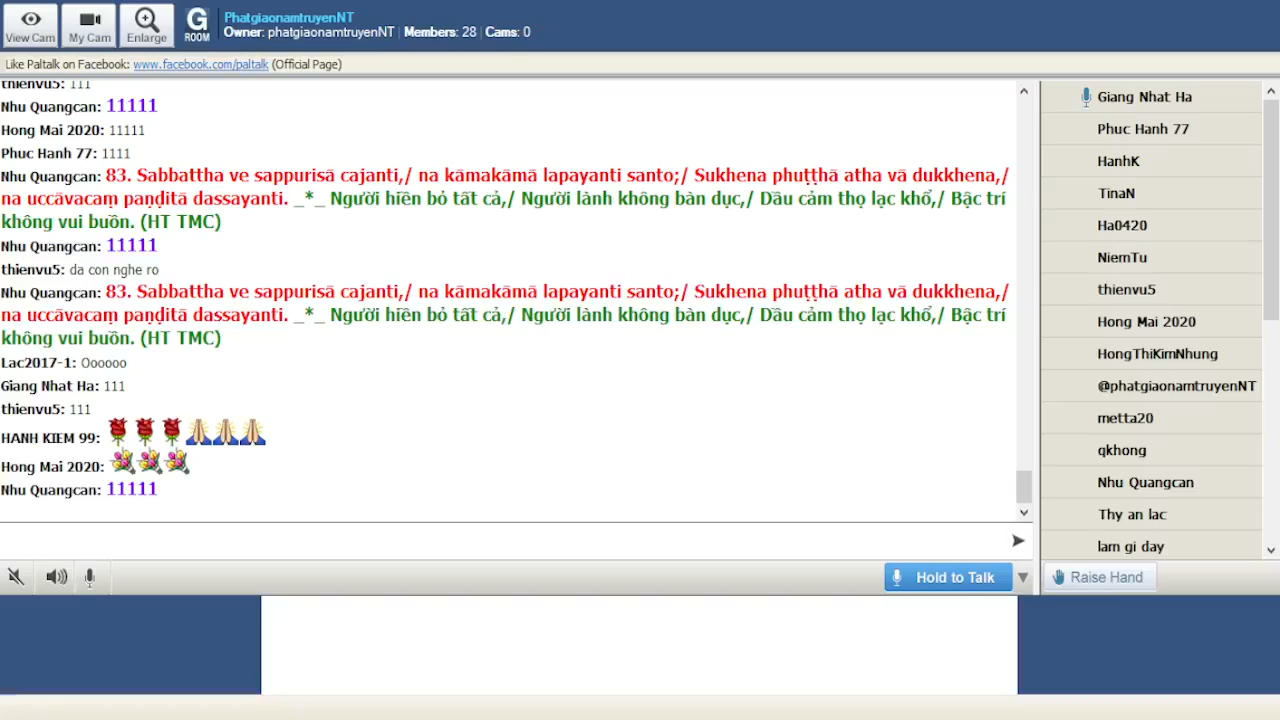 View Cam
My Cam
Enlarge
G
ROOM
PhatgiaonamtruyenNT
Owner: phatgiaonamtruyenNT | Members: 28 | Cams: 0
Like Paltalk on Facebook: www.facebook.com/paltalk (Official Page)
thienvu5: 111
Nhu Quangcan: 11111
Hong Mai 2020: 11111
Phuc Hanh 77: 1111
Nhu Quangcan: 83. Sabbattha ve sappurisā cajanti,/ na kāmakāmā lapayanti santo;/ Sukhena phuṭṭhā atha vā dukkhena,/
na uccāvacaṃ paṇḍitā dassayanti. _*_ Người hiền bỏ tất cả,/ Người lành không bàn dục,/ Dầu cảm thọ lạc khổ,/ Bậc trí
không vui buồn. (HT TMC)
Nhu Quangcan: 11111
thienvu5: da con nghe ro
Nhu Quangcan: 83. Sabbattha ve sappurisā cajanti,/ na kāmakāmā lapayanti santo;/ Sukhena phuṭṭhā atha vā dukkhena,/
na uccāvacaṃ paṇḍitā dassayanti. _*_ Người hiền bỏ tất cả,/ Người lành không bàn dục,/ Dầu cảm thọ lạc khổ,/ Bậc trí
không vui buồn. (HT TMC)
Lac2017-1: Oooooo
Giang Nhat Ha: 111
thienvu5: 111
HANH KIEM 99: 🌹🌹🌹🙏🙏🙏
Hong Mai 2020: 💐💐💐
Nhu Quangcan: 11111
Hold to Talk
Giang Nhat Ha
Phuc Hanh 77
HanhK
TinaN
Ha0420
NiemTu
thienvu5
Hong Mai 2020
HongThiKimNhung
@phatgiaonamtruyenNT
metta20
qkhong
Nhu Quangcan
Thy an lac
lam gi day
Raise Hand